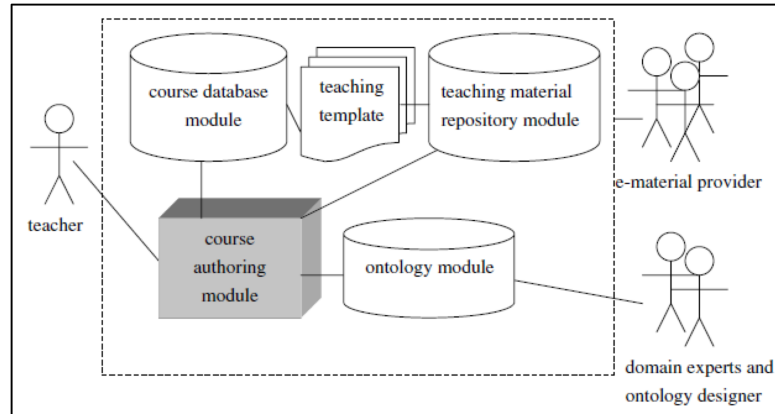 course database
module
teaching
template
teaching material
repository module
teacher
e-material provider
course
authoring
module
ontology module
domain experts and
ontology designer